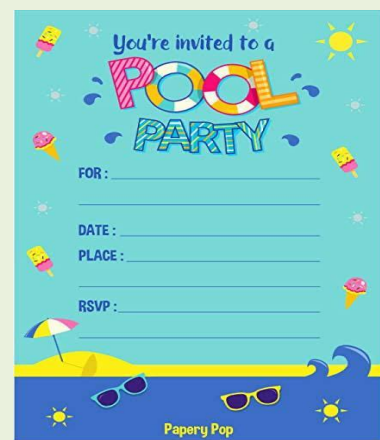 You're invited to a
POOL
PARTY
FOR :
DATE :
PLACE :
RSVP :
Papery Pop